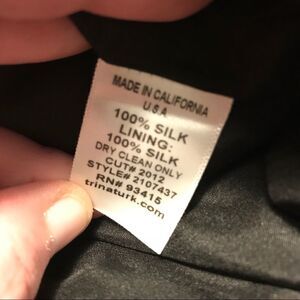 MADE IN CALIFORNIA
U.S.A
100% SILK
LINING:
100% SILK
DRY CLEAN ONLY
CUT# 2012
STYLE# 2107437
RN# 93415
trinaturk.com